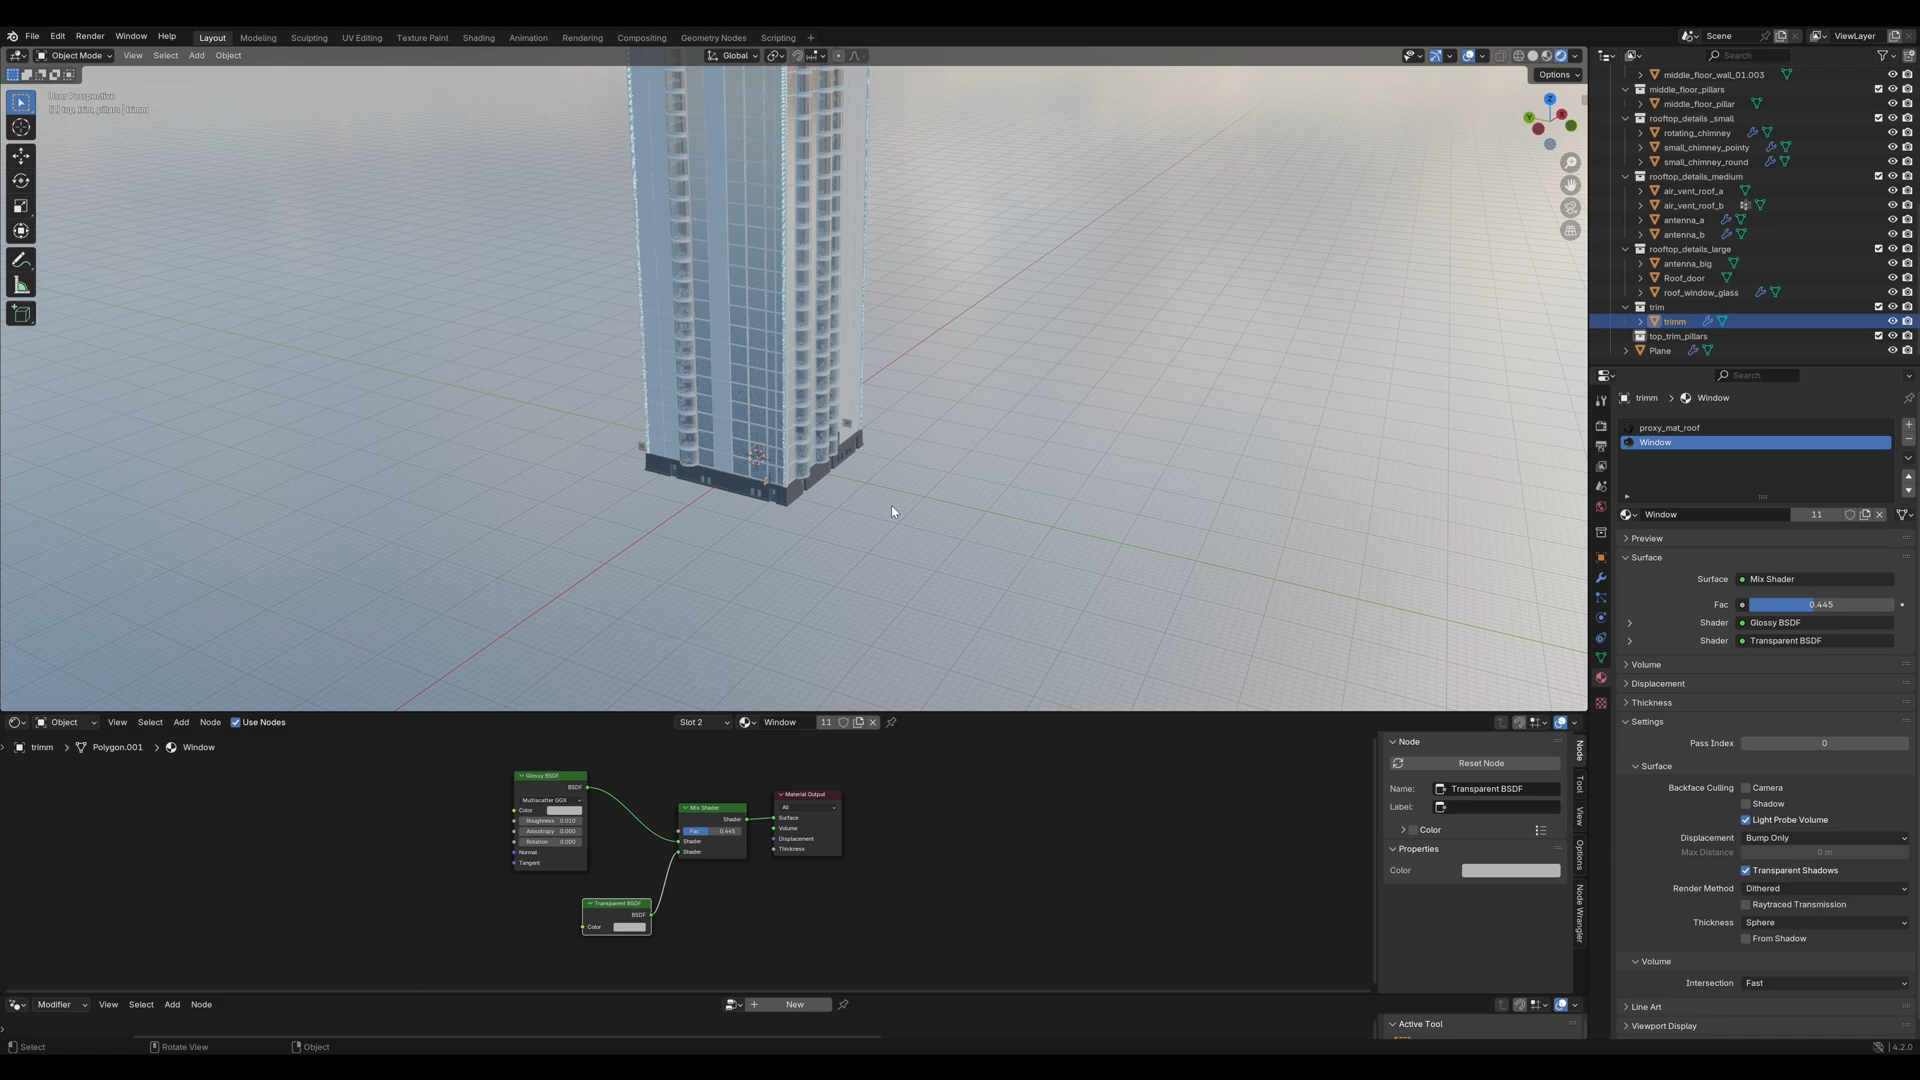 File Edit Render Window Help Layout Modeling Sculpting UV Editing Texture Paint Shading Animation Rendering Compositing Geometry Nodes Scripting + Scene ViewLayer
Object Mode View Select Add Object Global Search
Options
User Perspective
(1) top_trim_pillars | trimm
Z
Y
X
middle_floor_wall_01.003
middle_floor_pillars
middle_floor_pillar
rooftop_details _small
rotating_chimney
small_chimney_pointy
small_chimney_round
rooftop_details_medium
air_vent_roof_a
air_vent_roof_b
antenna_a
antenna_b
rooftop_details_large
antenna_big
Roof_door
roof_window_glass
trim
trimm
top_trim_pillars
Plane
Search
trimm > Window
proxy_mat_roof
Window
Window 11
Preview
Surface
Surface Mix Shader
Fac 0.445
Shader Glossy BSDF
Shader Transparent BSDF
Volume
Displacement
Thickness
Settings
Pass Index 0
Surface
Backface Culling Camera
Shadow
Light Probe Volume
Displacement Bump Only
Max Distance 0 m
Transparent Shadows
Render Method Dithered
Raytraced Transmission
Thickness Sphere
From Shadow
Volume
Intersection Fast
Line Art
Viewport Display
Object View Select Add Node Use Nodes Slot 2 Window 11
trimm > Polygon.001 > Window
Glossy BSDF
BSDF
Multiscatter GGX
Color
Roughness 0.010
Anisotropy 0.000
Rotation 0.000
Normal
Tangent
Mix Shader
Shader
Fac 0.445
Shader
Shader
Material Output
All
Surface
Volume
Displacement
Thickness
Transparent BSDF
BSDF
Color
Node
Reset Node
Name: Transparent BSDF
Label:
Color
Properties
Color
Node
Tool
View
Options
Node Wrangler
Modifier View Select Add Node + New
Active Tool
Select Rotate View Object 4.2.0